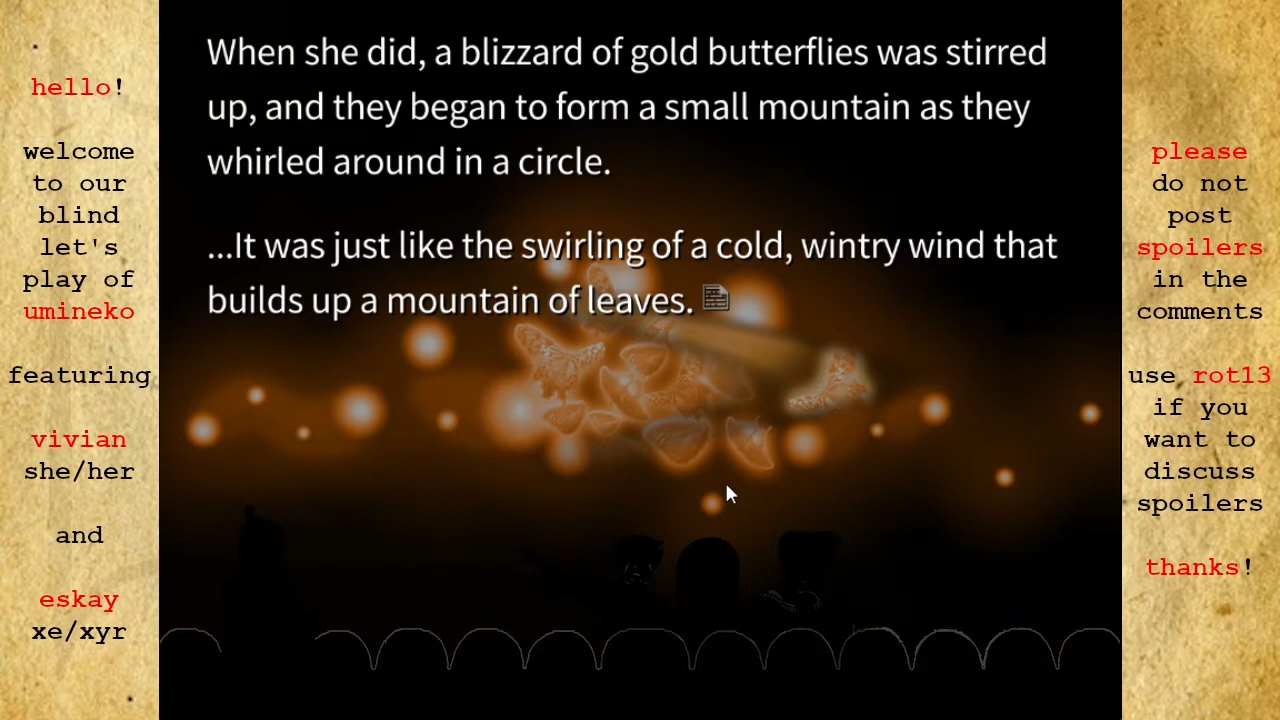 hello!
welcome
to our
blind
let's
play of
umineko
featuring
vivian
she/her
and
eskay
xe/xyr
When she did, a blizzard of gold butterflies was stirred
up, and they began to form a small mountain as they
whirled around in a circle.
...It was just like the swirling of a cold, wintry wind that
builds up a mountain of leaves.
please
do not
post
spoilers
in the
comments
use rot13
if you
want to
discuss
spoilers
thanks!